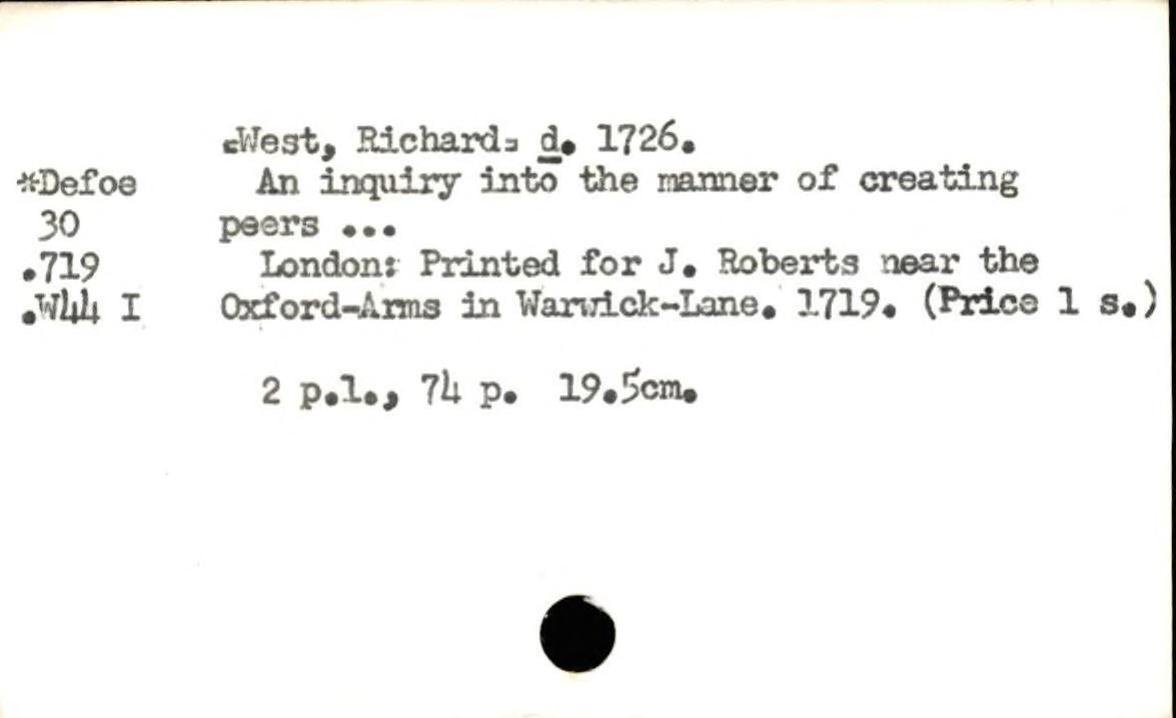 [West, Richard] d. 1726.
*Defoe An inquiry into the manner of creating
30 peers ...
.719 London: Printed for J. Roberts near the
.W44 I Oxford-Arms in Warwick-Lane. 1719. (Price 1 s.)
2 p.l., 74 p. 19.5cm.